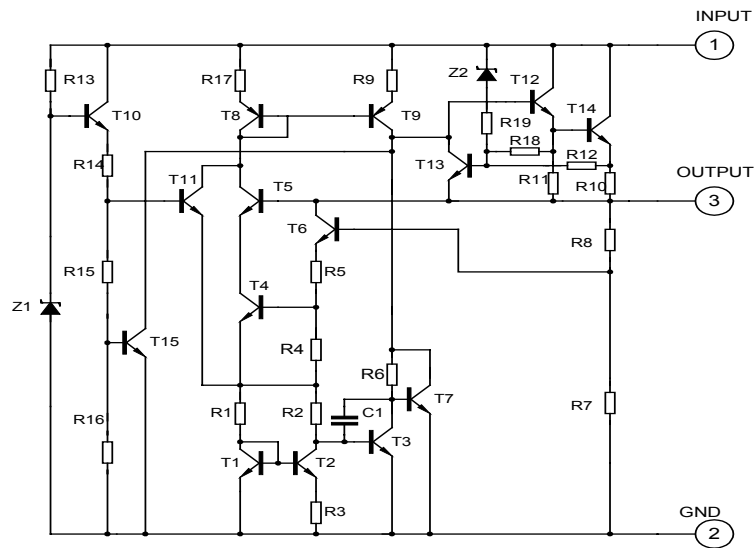 INPUT
1
R13
R17
R9
Z2
T12
T10
T8
T9
T14
R19
R18
R14
T13
R12
T11
R11
R10
OUTPUT
3
T5
T6
R8
R15
R5
T4
Z1
T15
R4
R6
R1
R2
C1
T7
R7
R16
T3
T1
T2
R3
GND
2